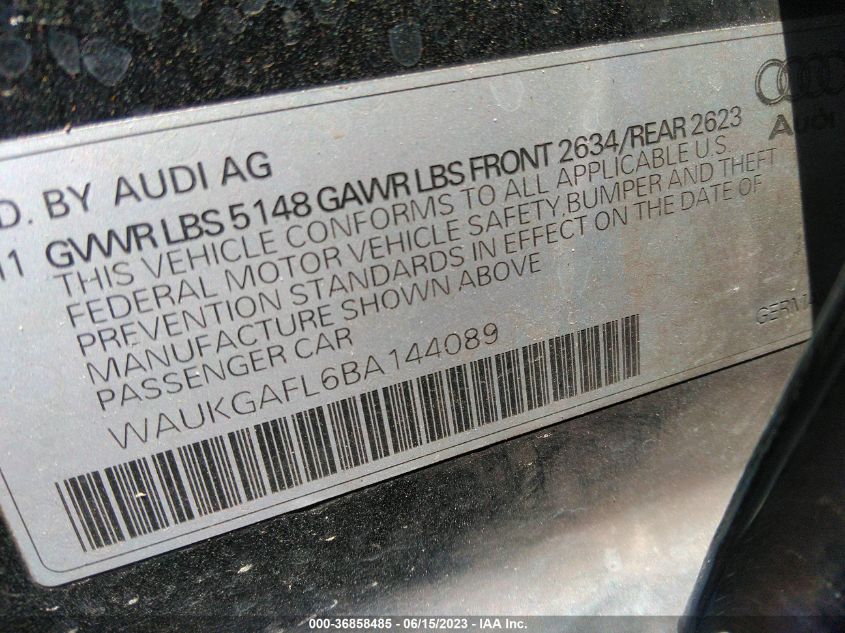 Audi
D. BY AUDI AG
11 GVWR LBS 5148 GAWR LBS FRONT 2634/REAR 2623
THIS VEHICLE CONFORMS TO ALL APPLICABLE U.S.
FEDERAL MOTOR VEHICLE SAFETY, BUMPER AND THEFT
PREVENTION STANDARDS IN EFFECT ON THE DATE OF
MANUFACTURE SHOWN ABOVE
PASSENGER CAR
GERMA
WAUKGAFL6BA144089
000-36858485 - 06/15/2023 - IAA Inc.